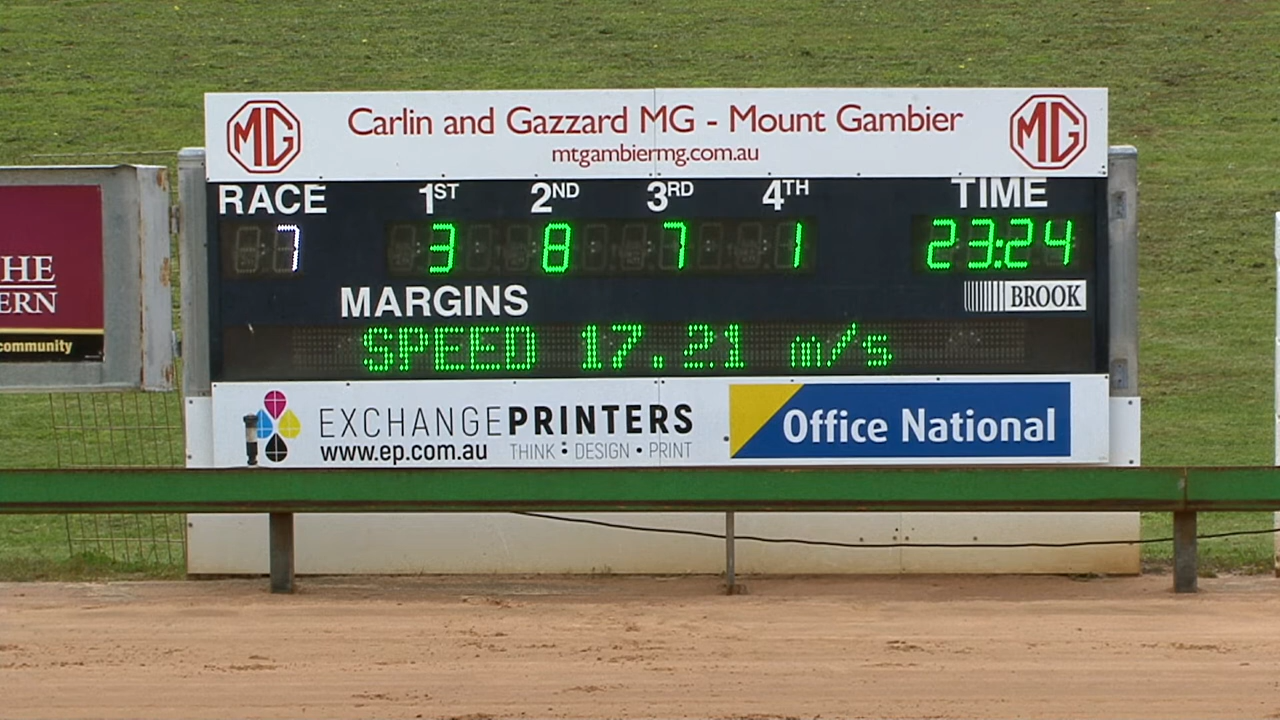 MG Carlin and Gazzard MG - Mount Gambier MG
mtgambiermg.com.au
RACE 1ST 2ND 3RD 4TH TIME
7 3 8 7 1 23:24
MARGINS BROOK
SPEED 17.21 m/s
EXCHANGEPRINTERS
www.ep.com.au THINK : DESIGN • PRINT
Office National
HE
ERN
community